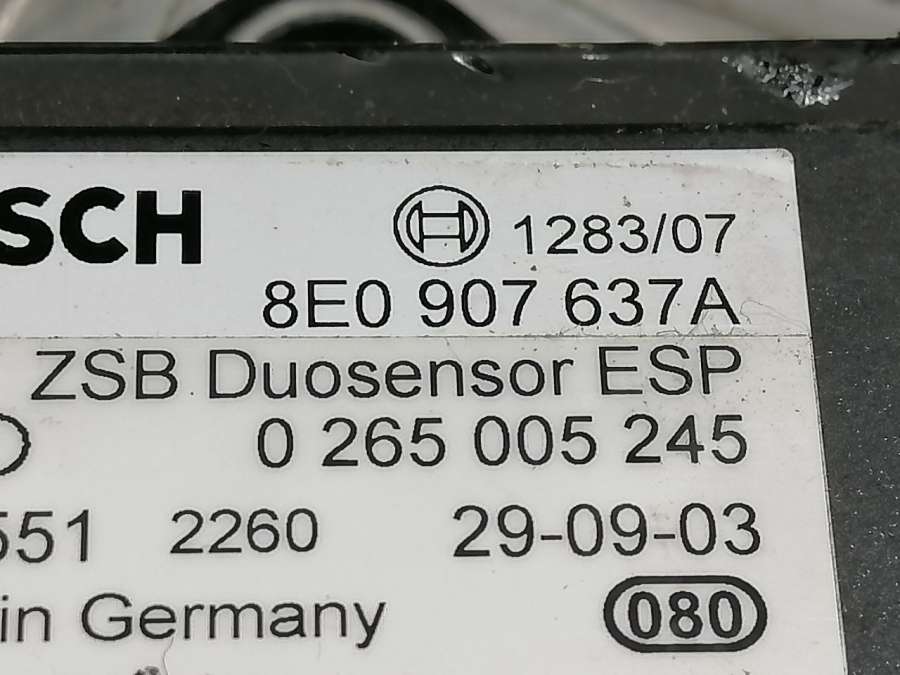 SCH 1283/07
8E0 907 637A
ZSB Duosensor ESP
0 265 005 245
551 2260 29-09-03
in Germany 080